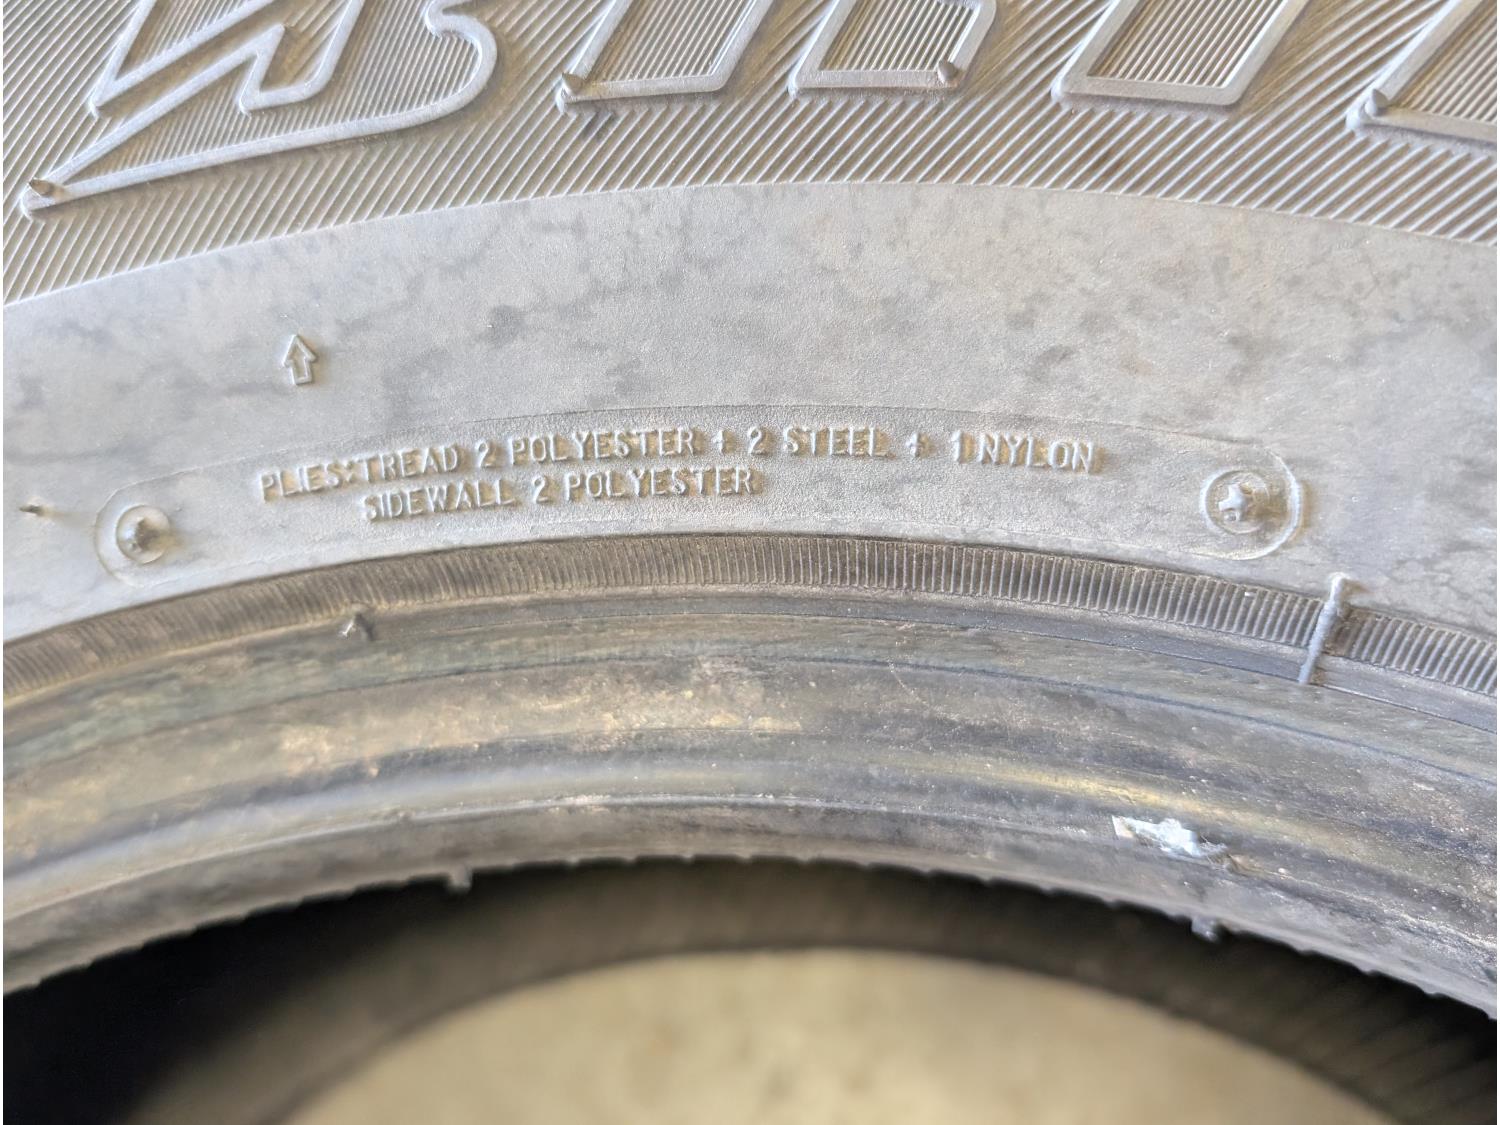 PLIES:TREAD 2 POLYESTER + 2 STEEL + 1 NYLON
SIDEWALL 2 POLYESTER